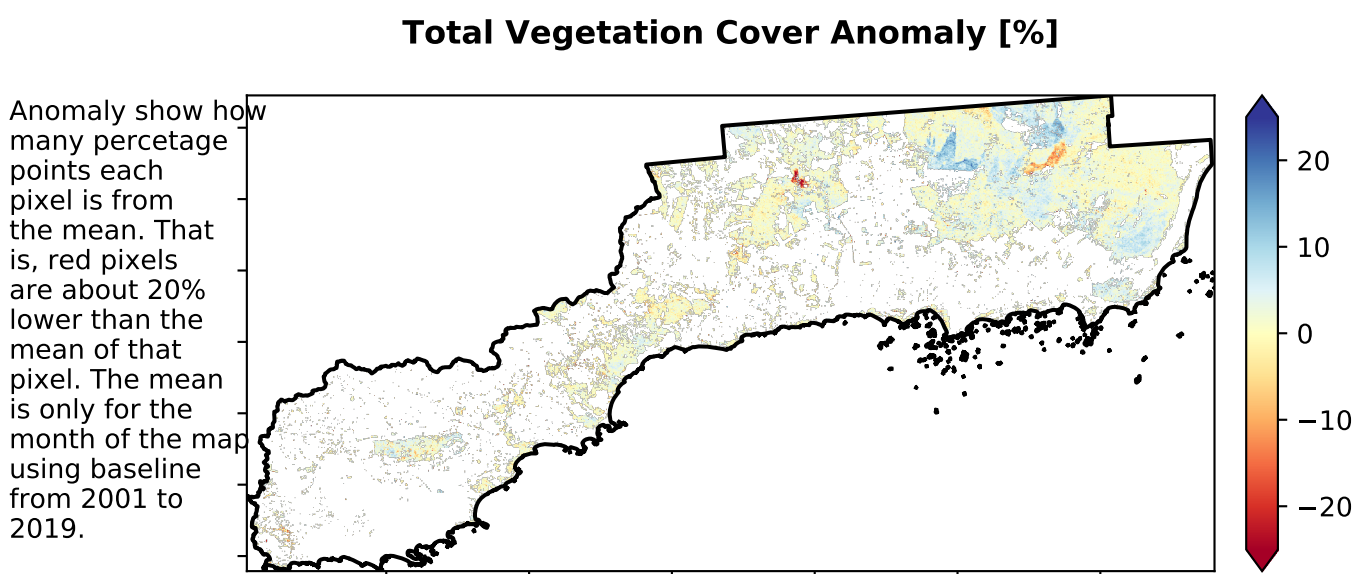 Total Vegetation Cover Anomaly [%]
Anomaly show how
many percetage
points each
pixel is from
the mean. That
is, red pixels
are about 20%
lower than the
mean of that
pixel. The mean
is only for the
month of the map
using baseline
from 2001 to
2019.
20
10
0
−10
−20